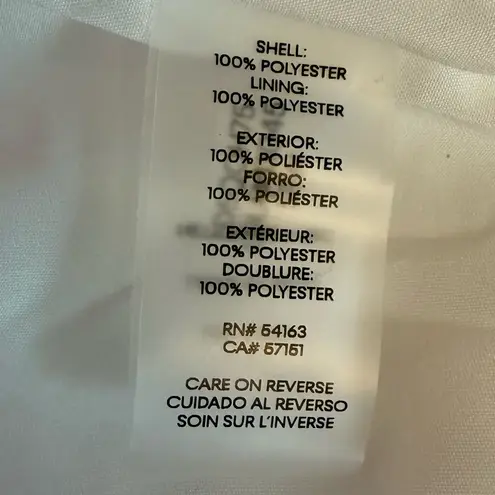 SHELL:
100% POLYESTER
LINING:
100% POLYESTER
EXTERIOR:
100% POLIÉSTER
FORRO:
100% POLIÉSTER
EXTÉRIEUR:
100% POLYESTER
DOUBLURE:
100% POLYESTER
RN# 54163
CA# 57151
CARE ON REVERSE
CUIDADO AL REVERSO
SOIN SUR L'INVERSE